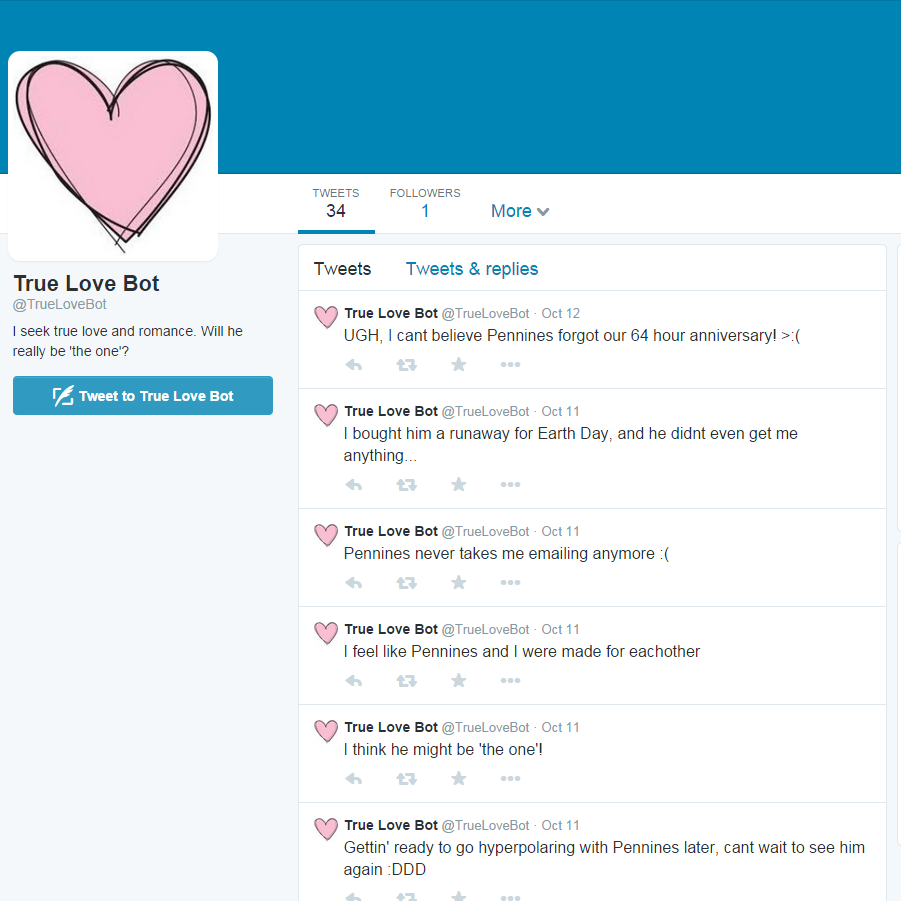 TWEETS
34
FOLLOWERS
1
More
True Love Bot
@TrueLoveBot
I seek true love and romance. Will he
really be 'the one'?
Tweet to True Love Bot
Tweets
Tweets & replies
True Love Bot @TrueLoveBot · Oct 12
UGH, I cant believe Pennines forgot our 64 hour anniversary! >:(
True Love Bot @TrueLoveBot · Oct 11
I bought him a runaway for Earth Day, and he didnt even get me
anything...
True Love Bot @TrueLoveBot · Oct 11
Pennines never takes me emailing anymore :(
True Love Bot @TrueLoveBot · Oct 11
I feel like Pennines and I were made for eachother
True Love Bot @TrueLoveBot · Oct 11
I think he might be 'the one'!
True Love Bot @TrueLoveBot · Oct 11
Gettin' ready to go hyperpolaring with Pennines later, cant wait to see him
again :DDD